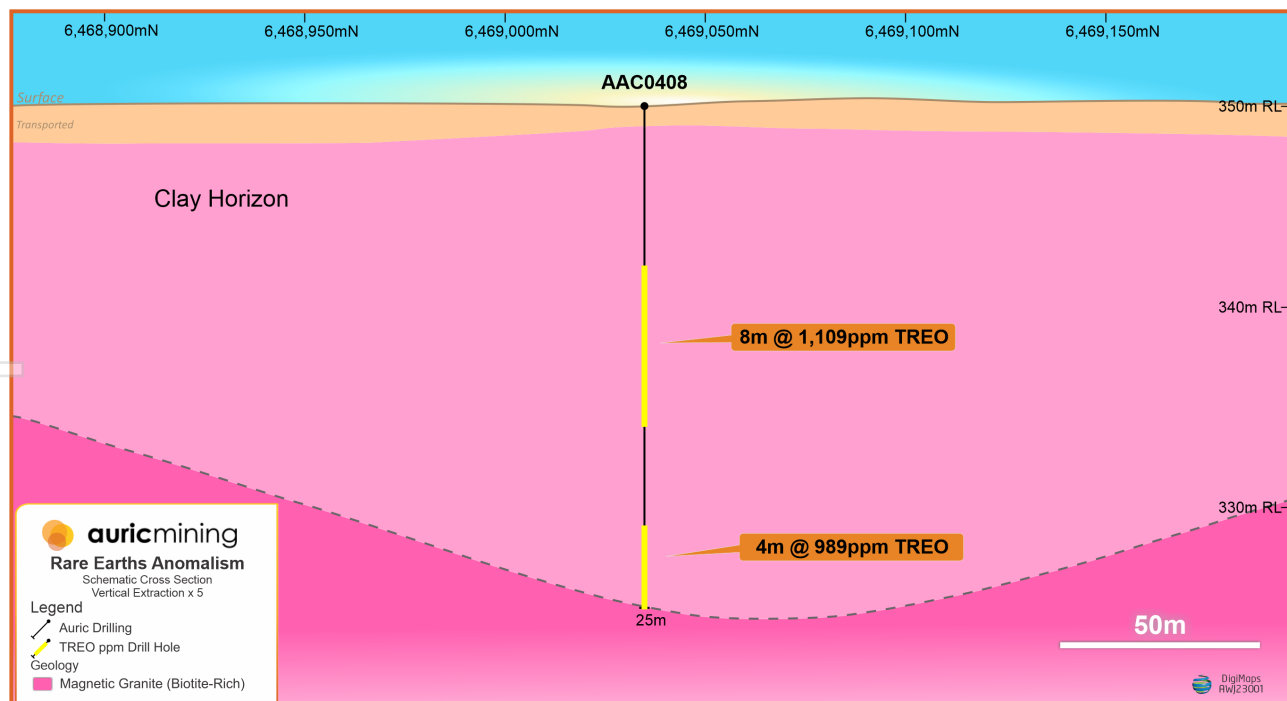 6,468,900mN 6,468,950mN 6,469,000mN 6,469,050mN 6,469,100mN 6,469,150mN
AAC0408
Surface
350m RL
Transported
Clay Horizon
340m RL
8m @ 1,109ppm TREO
330m RL
4m @ 989ppm TREO
25m
50m
auricmining
Rare Earths Anomalism
Schematic Cross Section
Vertical Extraction x 5
Legend
Auric Drilling
TREO ppm Drill Hole
Geology
Magnetic Granite (Biotite-Rich)
DigiMaps
AWJ23001